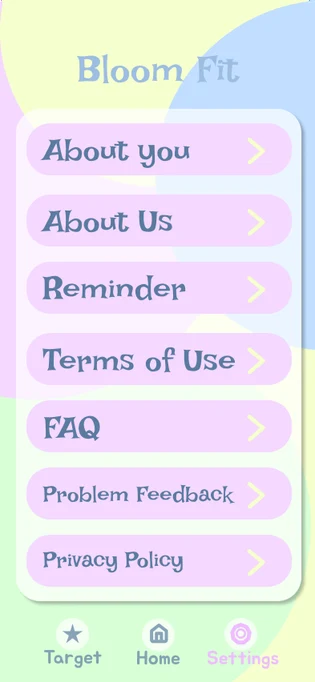 Bloom Fit
About you
About Us
Reminder
Terms of Use
FAQ
Problem Feedback
Privacy Policy
Target
Home
Settings